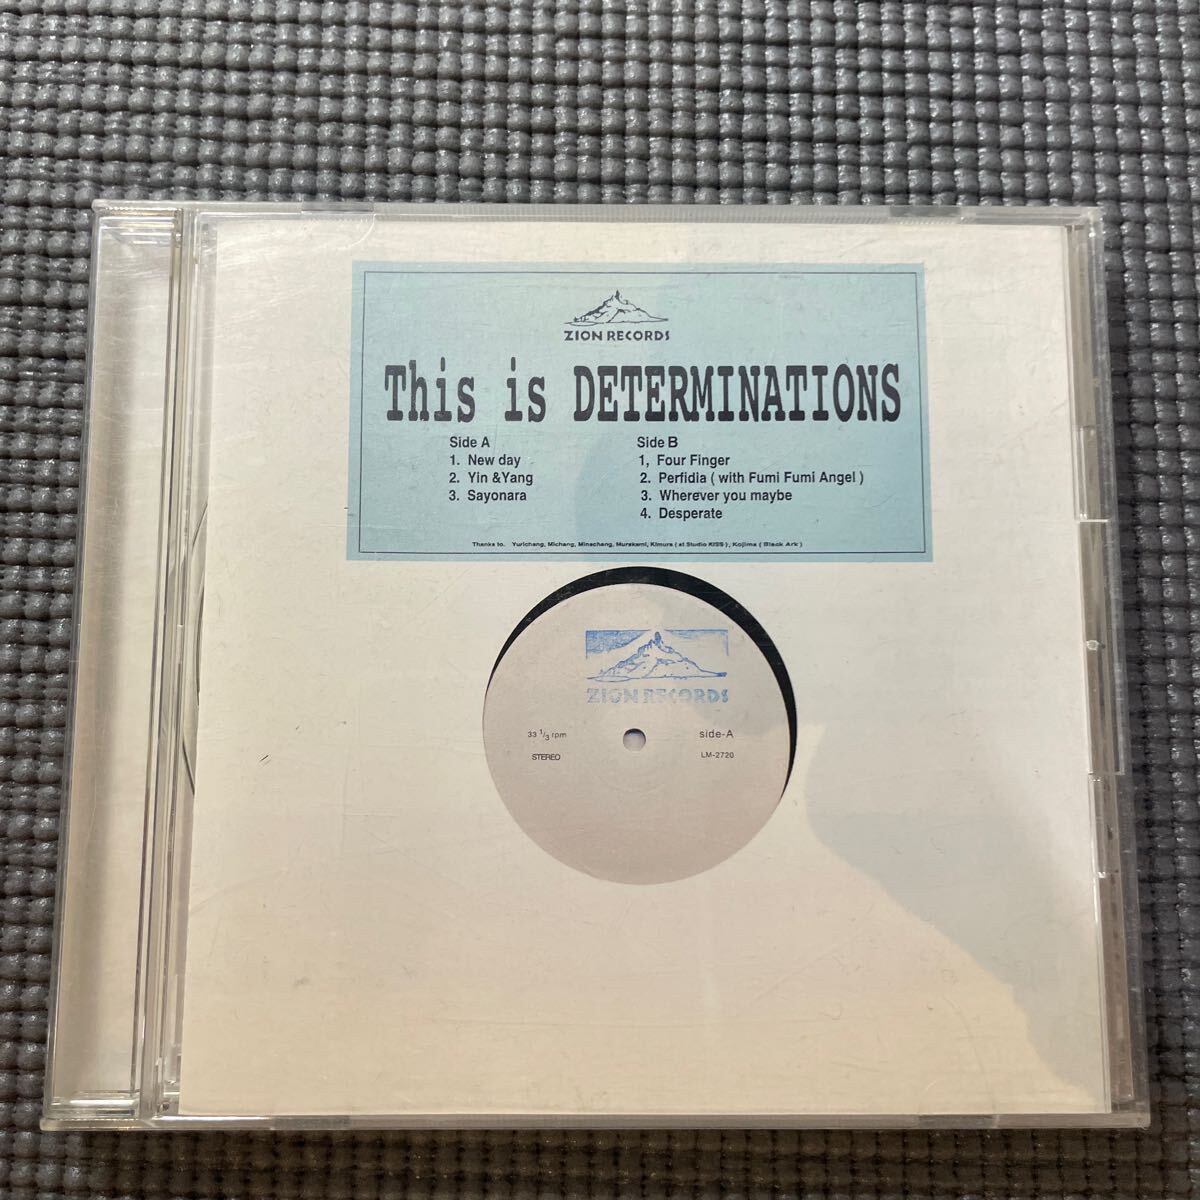 ZION RECORDS
This is DETERMINATIONS
Side A
1. New day
2. Yin &Yang
3. Sayonara
Side B
1, Four Finger
2. Perfidia ( with Fumi Fumi Angel )
3. Wherever you maybe
4. Desperate
Thanks to. Yurichang, Michang, Minachang, Murakami, Kimura ( at Studio KISS ), Kojima ( Black Ark )
ZION RECORDS
33 1/3 rpm
side-A
STEREO
LM-2720